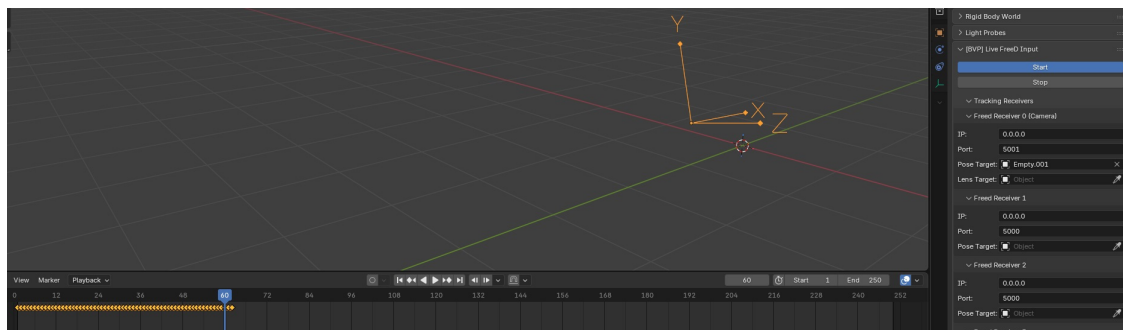 Y
X
Z
Rigid Body World
Light Probes
[BVP] Live FreeD Input
Start
Stop
Tracking Receivers
Freed Receiver 0 (Camera)
IP: 0.0.0.0
Port: 5001
Pose Target: Empty.001
Lens Target: Object
Freed Receiver 1
IP: 0.0.0.0
Port: 5000
Pose Target: Object
Freed Receiver 2
IP: 0.0.0.0
Port: 5000
Pose Target: Object
View Marker Playback 60 Start 1 End 250
0 12 24 36 48 60 72 84 96 108 120 132 144 156 168 180 192 204 216 228 240 252